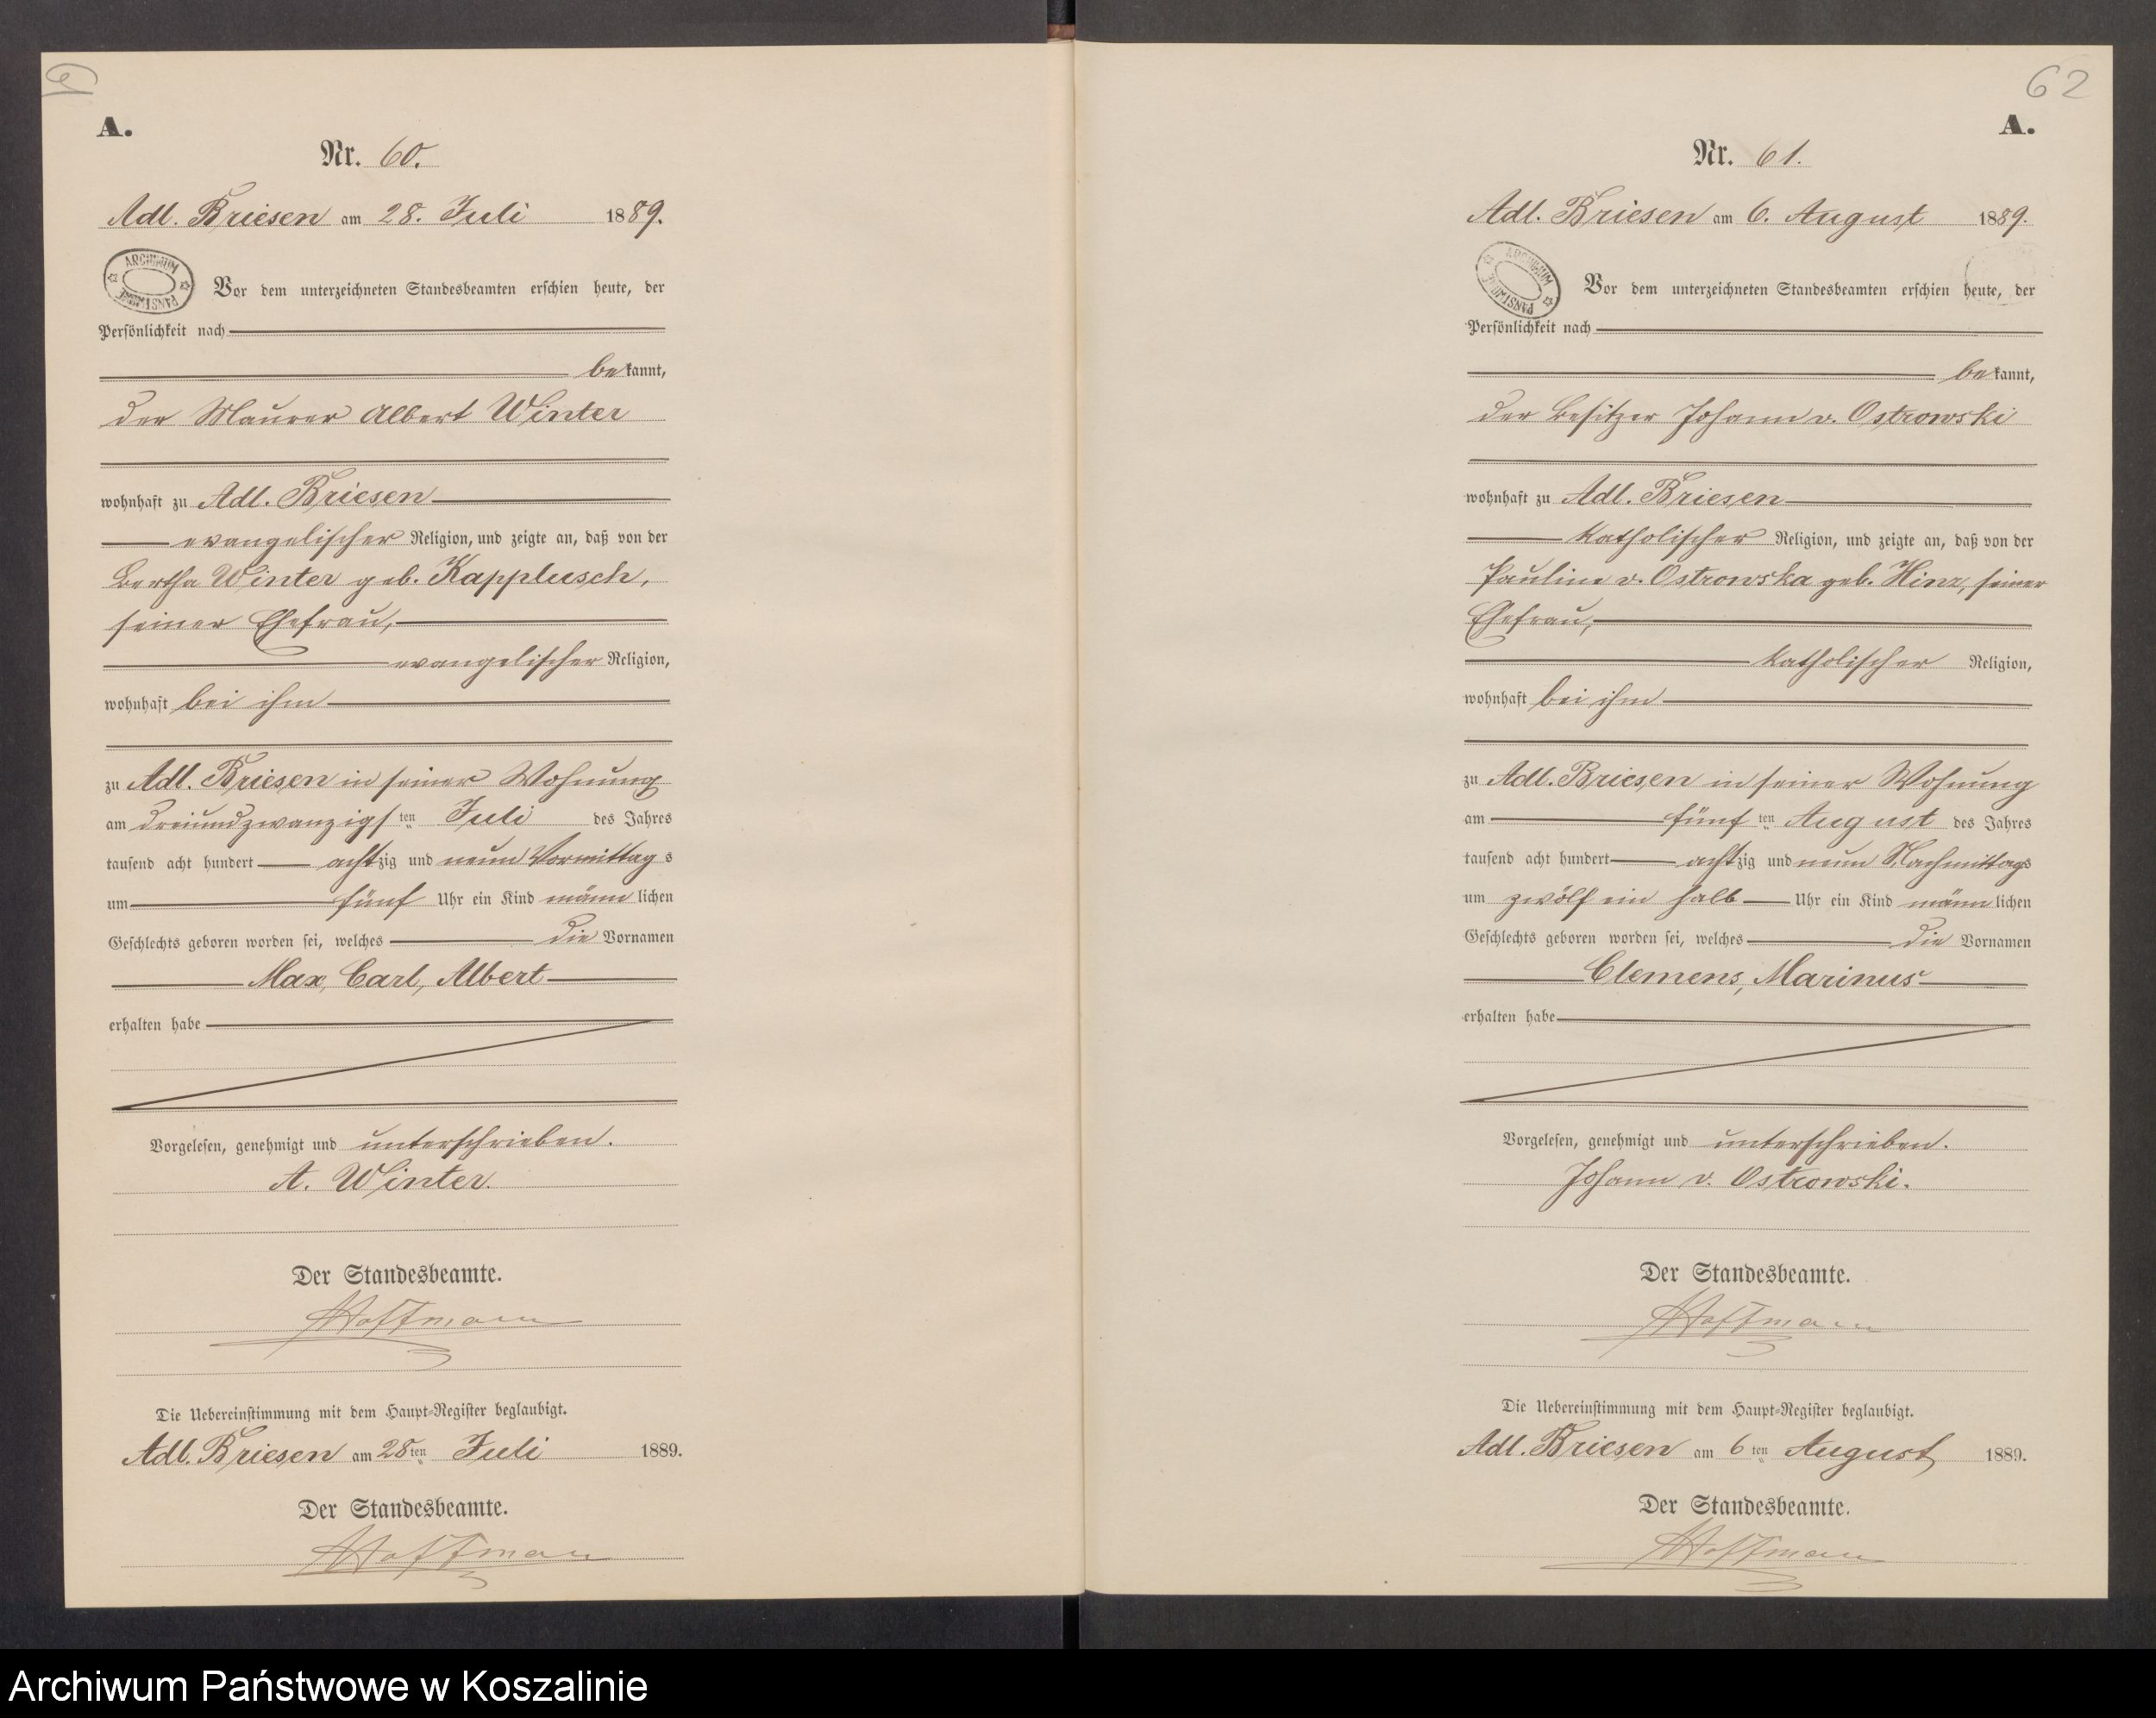 A.
Nr. 60.
Adl. Briesen am 28. Juli 1889.
ARCHIWUM PAŃSTWOWE
Vor dem unterzeichneten Standesbeamten erschien heute, der
Persönlichkeit nach
bekannt,
der Maurer Albert Winter
wohnhaft zu Adl. Briesen
evangelischer Religion, und zeigte an, daß von der
Bertha Winter geb. Kapplusch,
seiner Ehefrau,
evangelischer Religion,
wohnhaft bei ihm
zu Adl. Briesen in seiner Wohnung
am dreiundzwanzigsten Juli des Jahres
tausend acht hundert achtzig und neun Vormittags
um fünf Uhr ein Kind männlichen
Geschlechts geboren worden sei, welches die Vornamen
Max, Carl, Albert
erhalten habe
Vorgelesen, genehmigt und unterschrieben.
A. Winter.
Der Standesbeamte.
Hoffmann
Die Uebereinstimmung mit dem Haupt-Register beglaubigt.
Adl. Briesen am 28ten Juli 1889.
Der Standesbeamte.
Hoffmann
62
A.
Nr. 61.
Adl. Briesen am 6. August 1889.
ARCHIWUM PAŃSTWOWE
Vor dem unterzeichneten Standesbeamten erschien heute, der
Persönlichkeit nach
bekannt,
der Besitzer Johann v. Ostrowski
wohnhaft zu Adl. Briesen
katholischer Religion, und zeigte an, daß von der
Pauline v. Ostrowska geb. Hinz, seiner
Ehefrau,
katholischer Religion,
wohnhaft bei ihm
zu Adl. Briesen in seiner Wohnung
am fünften August des Jahres
tausend acht hundert achtzig und neun Nachmittags
um zwölf ein halb Uhr ein Kind männlichen
Geschlechts geboren worden sei, welches die Vornamen
Clemens, Marinus
erhalten habe
Vorgelesen, genehmigt und unterschrieben.
Johann v. Ostrowski.
Der Standesbeamte.
Hoffmann
Die Uebereinstimmung mit dem Haupt-Register beglaubigt.
Adl. Briesen am 6ten August 1889.
Der Standesbeamte.
Hoffmann
Archiwum Państwowe w Koszalinie